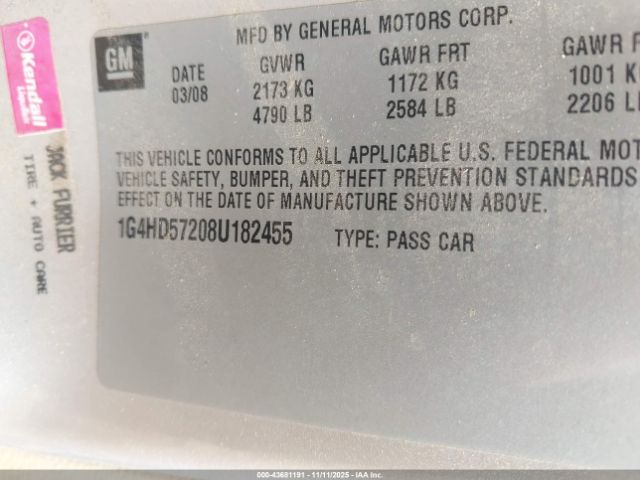 GM
MFD BY GENERAL MOTORS CORP.
DATE GVWR GAWR FRT GAWR
03/08 2173 KG 1172 KG 1001
4790 LB 2584 LB 2206
THIS VEHICLE CONFORMS TO ALL APPLICABLE U.S. FEDERAL
VEHICLE SAFETY, BUMPER, AND THEFT PREVENTION STANDARDS
EFFECT ON THE DATE OF MANUFACTURE SHOWN ABOVE.
1G4HD57208U182455 TYPE: PASS CAR
Kendall
JACK FURRIER
TIRE + AUTO CARE
000-43681191 - 11/11/2025 - IAAI, Inc.